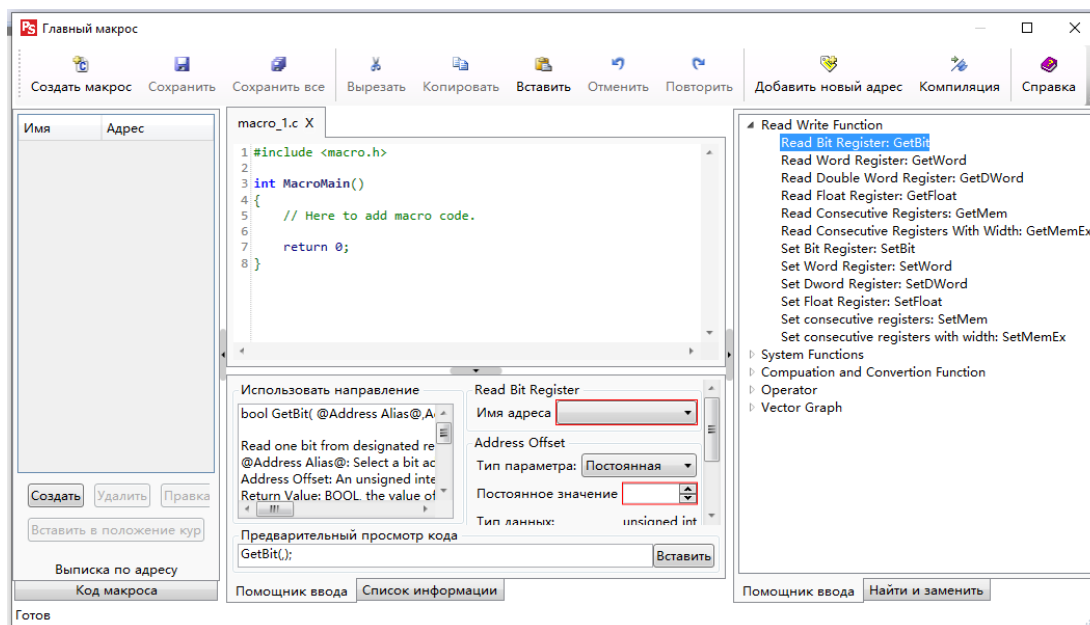 PS Главный макрос
Создать макрос Сохранить Сохранить все Вырезать Копировать Вставить Отменить Повторить Добавить новый адрес Компиляция Справка
Имя Адрес
macro_1.c X
1 #include <macro.h>
2
3 int MacroMain()
4 {
5 // Here to add macro code.
6
7 return 0;
8 }
Использовать направление
bool GetBit( @Address Alias@,A
Read one bit from designated re
@Address Alias@: Select a bit ac
Address Offset: An unsigned inte
Return Value: BOOL. the value of
Read Bit Register
Имя адреса
Address Offset
Тип параметра: Постоянная
Постоянное значение
Тип данных: unsigned int
Предварительный просмотр кода
GetBit(,); Вставить
Помощник ввода Список информации
Создать Удалить Правка
Вставить в положение кур
Выписка по адресу
Код макроса
Read Write Function
Read Bit Register: GetBit
Read Word Register: GetWord
Read Double Word Register: GetDWord
Read Float Register: GetFloat
Read Consecutive Registers: GetMem
Read Consecutive Registers With Width: GetMemEx
Set Bit Register: SetBit
Set Word Register: SetWord
Set Dword Register: SetDWord
Set Float Register: SetFloat
Set consecutive registers: SetMem
Set consecutive registers with width: SetMemEx
System Functions
Compuation and Convertion Function
Operator
Vector Graph
Помощник ввода Найти и заменить
Готов